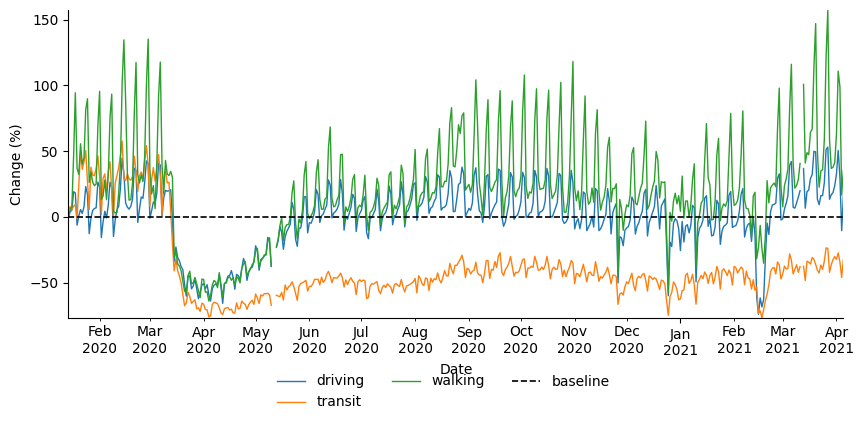 150
100
50
0
−50
Change (%)
Feb Mar Apr May Jun Jul Aug Sep Oct Nov Dec Jan Feb Mar Apr
2020 2020 2020 2020 2020 2020 2020 2020 2020 2020 2020 2021 2021 2021 2021
Date
driving walking baseline
transit